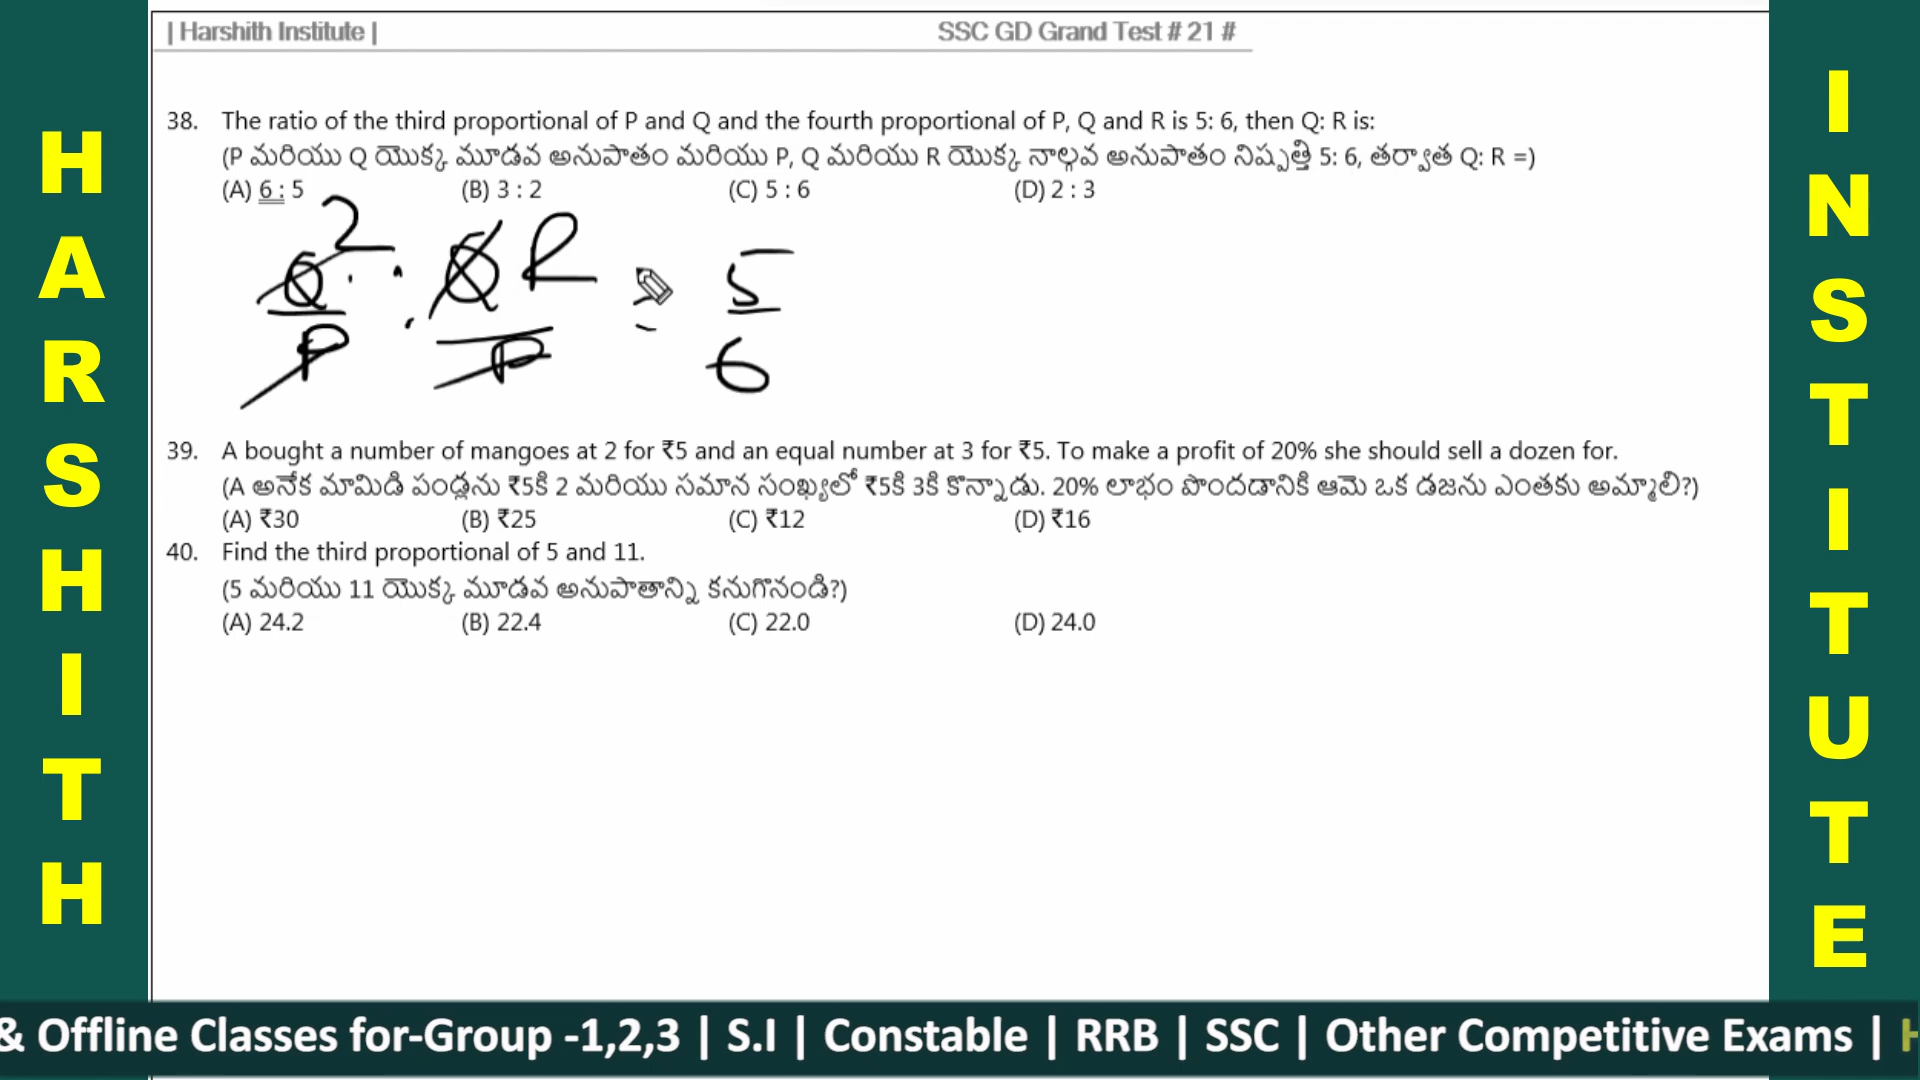 HARSHITH
| Harshith Institute |
SSC GD Grand Test # 21 #
38. The ratio of the third proportional of P and Q and the fourth proportional of P, Q and R is 5: 6, then Q: R is:
(P మరియు Q యొక్క మూడవ అనుపాతం మరియు P, Q మరియు R యొక్క నాల్గవ అనుపాతం నిష్పత్తి 5: 6, తర్వాత Q: R =)
(A) 6 : 5 (B) 3 : 2 (C) 5 : 6 (D) 2 : 3
Q² / P : Q R / P = 5 / 6
39. A bought a number of mangoes at 2 for ₹5 and an equal number at 3 for ₹5. To make a profit of 20% she should sell a dozen for.
(A అనేక మామిడి పండ్లను ₹5కి 2 మరియు సమాన సంఖ్యలో ₹5కి 3కి కొన్నాడు. 20% లాభం పొందడానికి ఆమె ఒక డజను ఎంతకు అమ్మాలి?)
(A) ₹30 (B) ₹25 (C) ₹12 (D) ₹16
40. Find the third proportional of 5 and 11.
(5 మరియు 11 యొక్క మూడవ అనుపాతాన్ని కనుగొనండి?)
(A) 24.2 (B) 22.4 (C) 22.0 (D) 24.0
INSTITUTE
& Offline Classes for-Group -1,2,3 | S.I | Constable | RRB | SSC | Other Competitive Exams | H